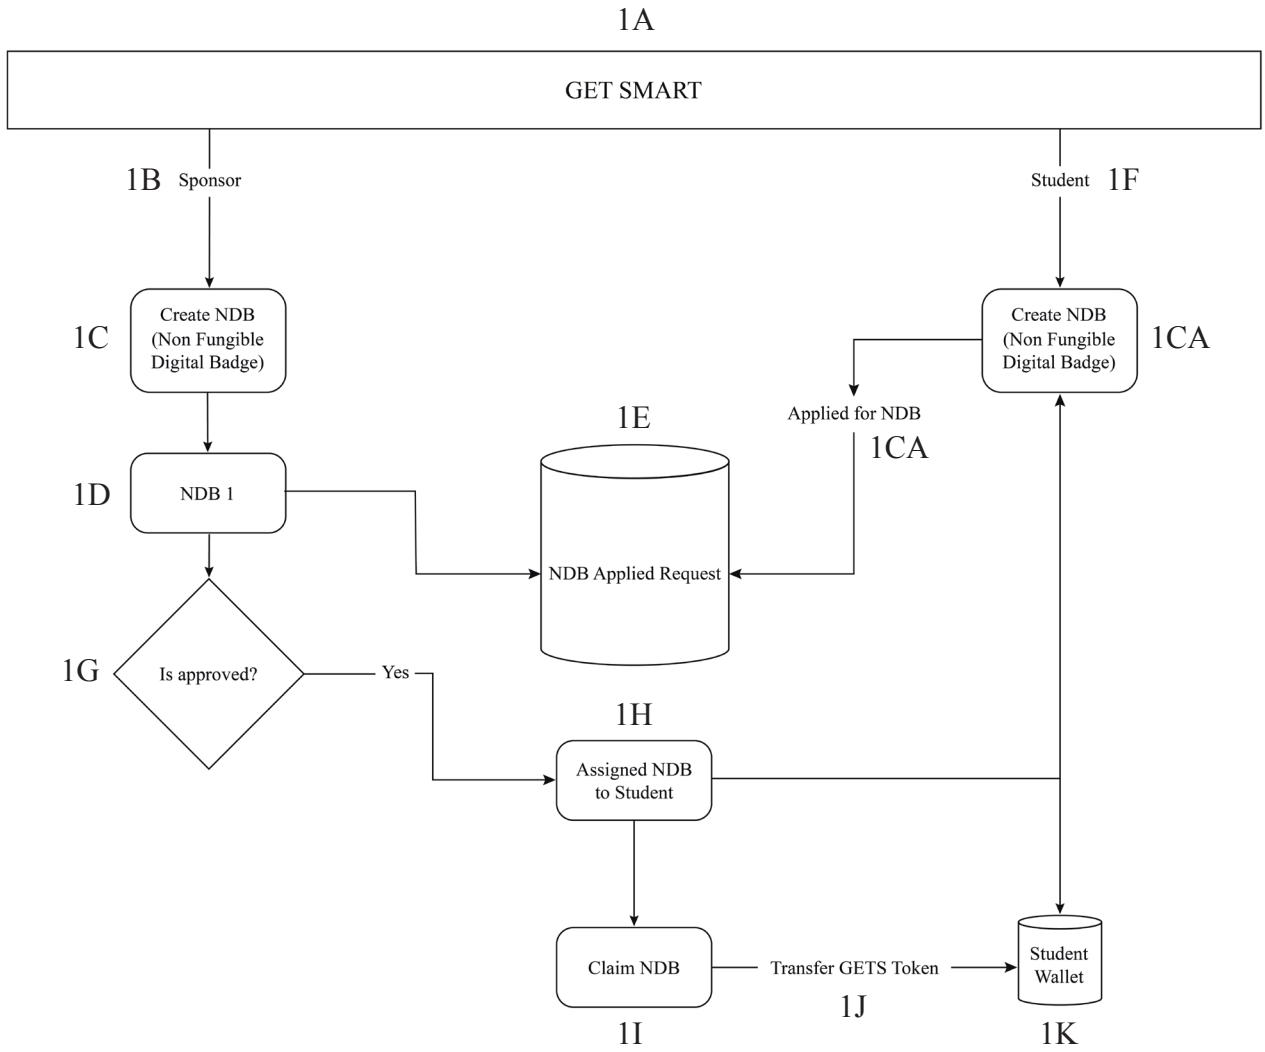 1A
GET SMART
1B
Sponsor
Student
1F
Create NDB
(Non Fungible
Digital Badge)
1C
Create NDB
(Non Fungible
Digital Badge)
1CA
Applied for NDB
1CA
1E
1D
NDB 1
NDB Applied Request
1G
Is approved?
Yes
1H
Assigned NDB
to Student
Claim NDB
1I
Transfer GETS Token
1J
Student
Wallet
1K